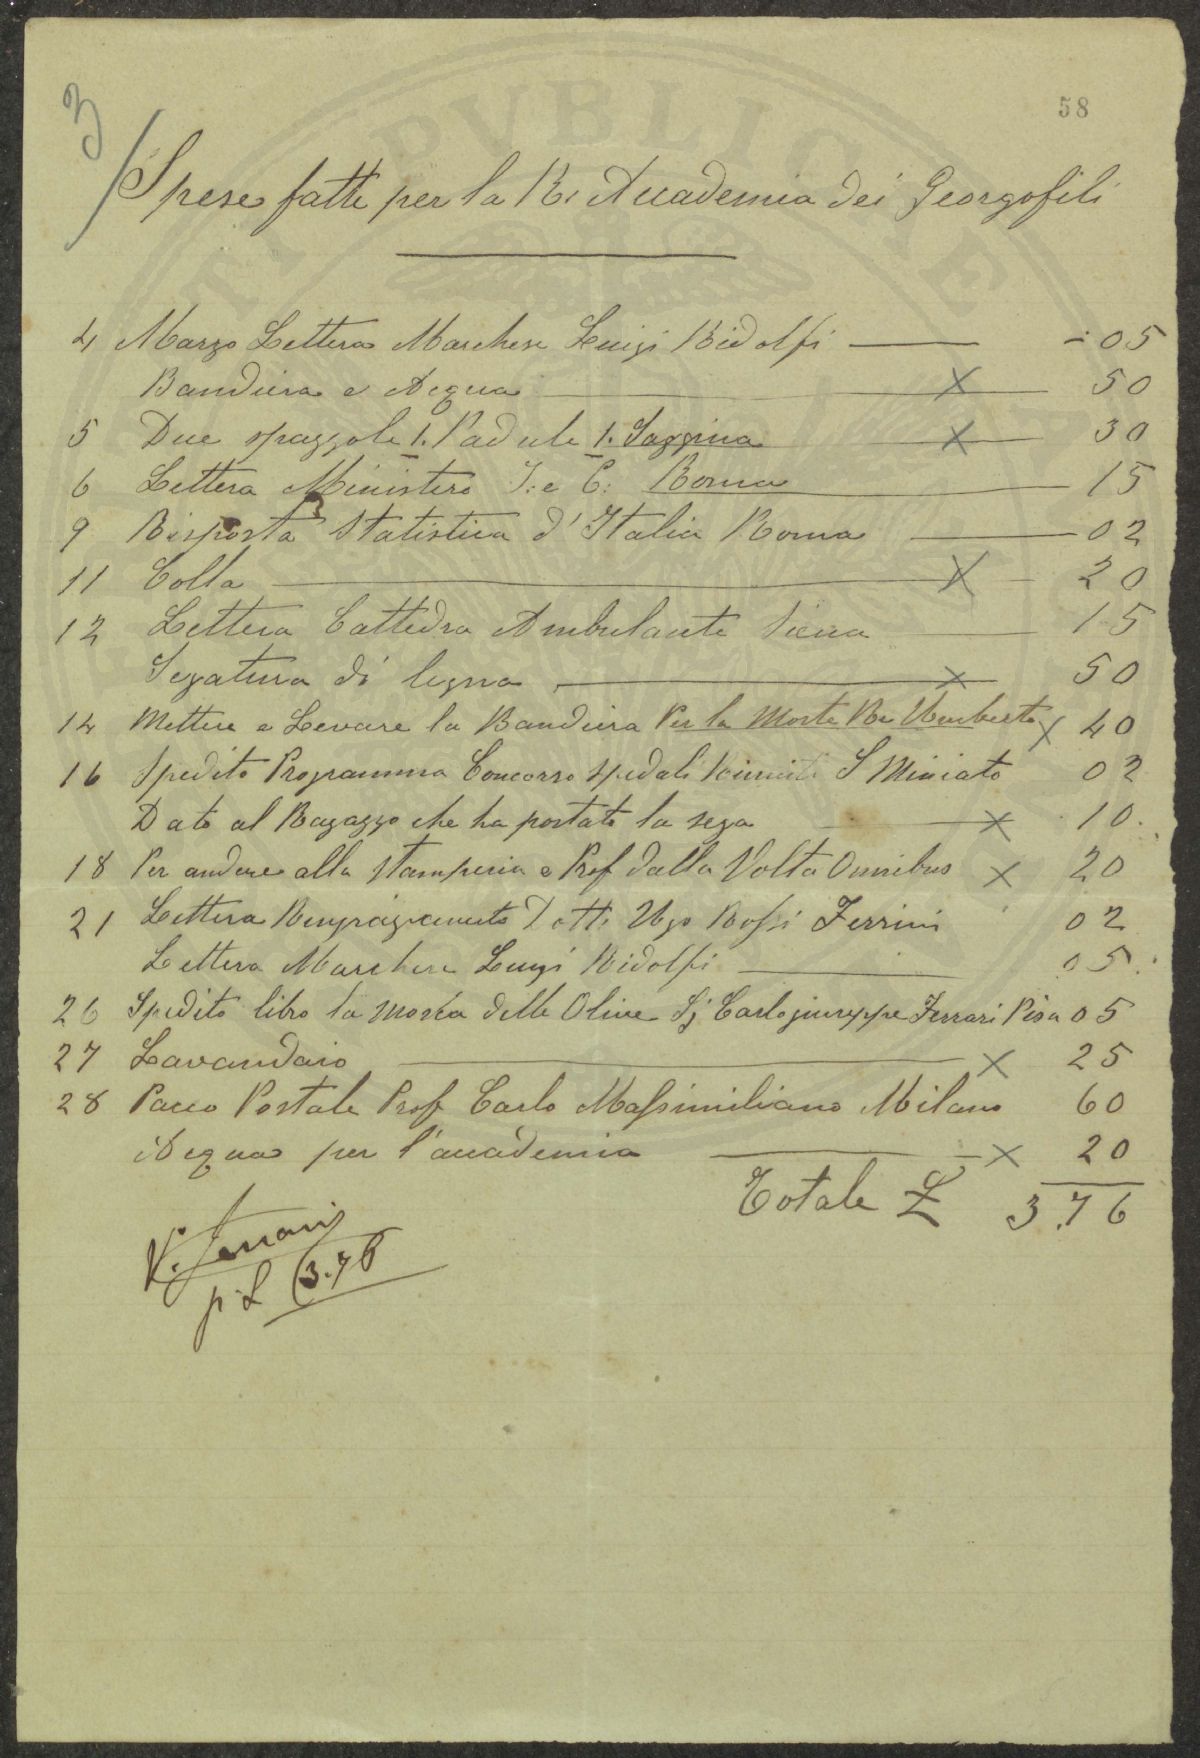 3
58
Spese fatte per la R. Accademia dei Georgofili
4 Marzo Lettera Marchese Luigi Ridolfi - 05
Bandiera e Acqua X 50
5 Due spazzole 1. Padule 1. Saggina X 30
6 Lettera Ministero I. e C: Roma 15
9 Risposta Statistica d'Italia Roma 02
11 Colla X 20
12 Lettera Cattedra Ambulante Siena 15
Segatura di legna X 50
14 Mettere e Levare la Bandiera Per la Morte Re Umberto X 40
16 Spedito Programma Concorso Spedali Riuniti S Miniato 02
Dato al Ragazzo che ha portato la sega X 10.
18 Per andare alla Stamperia e Prof dalla Volta Omnibus X 20
21 Lettera Ringraziamento Dott. Ugo Rossi Ferrini 02
Lettera Marchese Luigi Ridolfi 05
26 Spedito libro la Mosca delle Olive Carlo giuseppe Ferrari Pisa 05
27 Lavandaio X 25
28 Pacco Postale Prof Carlo Massimiliano Milano 60
Acqua per l'accademia X 20
Totale £ 3.76
V. Ferrari
p. L 3.76